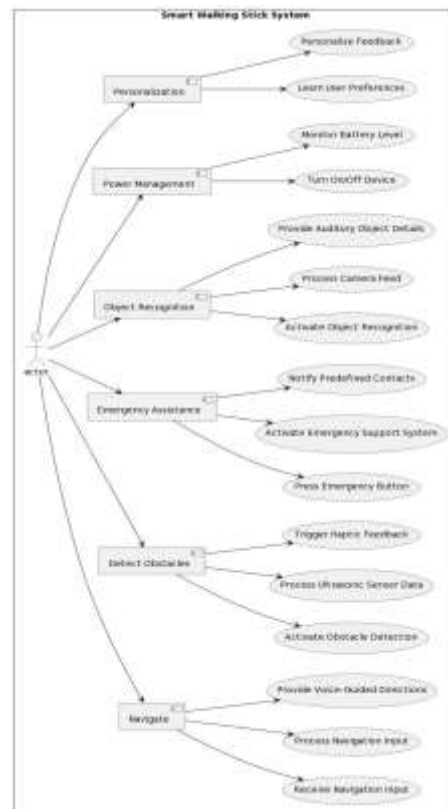 Smart Walking Stick System
Personalize Feedback
Personalization
Learn User Preferences
Monitor Battery Level
Power Management
Turn On/Off Device
Provide Auditory Object Details
Process Camera Feed
Object Recognition
Activate Object Recognition
actor
Notify Predefined Contacts
Emergency Assistance
Activate Emergency Support System
Press Emergency Button
Trigger Haptic Feedback
Detect Obstacles
Process Ultrasonic Sensor Data
Activate Obstacle Detection
Provide Voice-Guided Directions
Navigate
Process Navigation Input
Receive Navigation Input